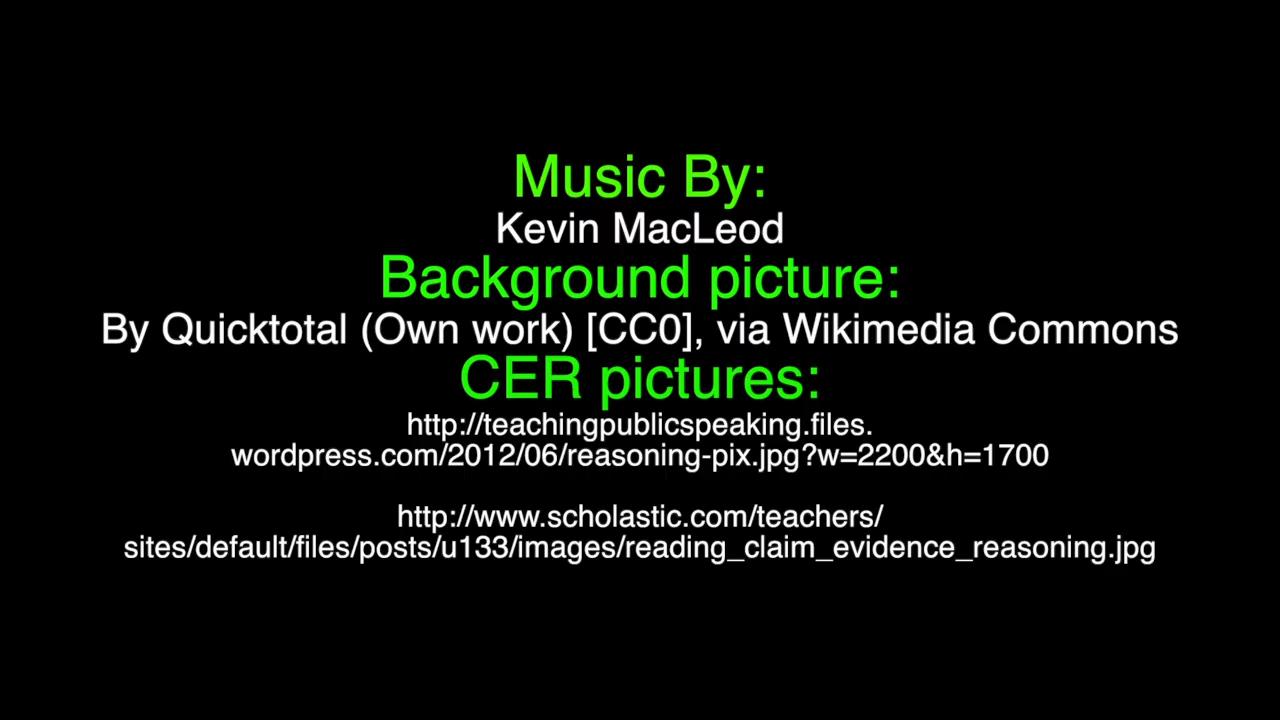 Music By:
Kevin MacLeod
Background picture:
By Quicktotal (Own work) [CC0], via Wikimedia Commons
CER pictures:
http://teachingpublicspeaking.files.
wordpress.com/2012/06/reasoning-pix.jpg?w=2200&h=1700
http://www.scholastic.com/teachers/
sites/default/files/posts/u133/images/reading_claim_evidence_reasoning.jpg